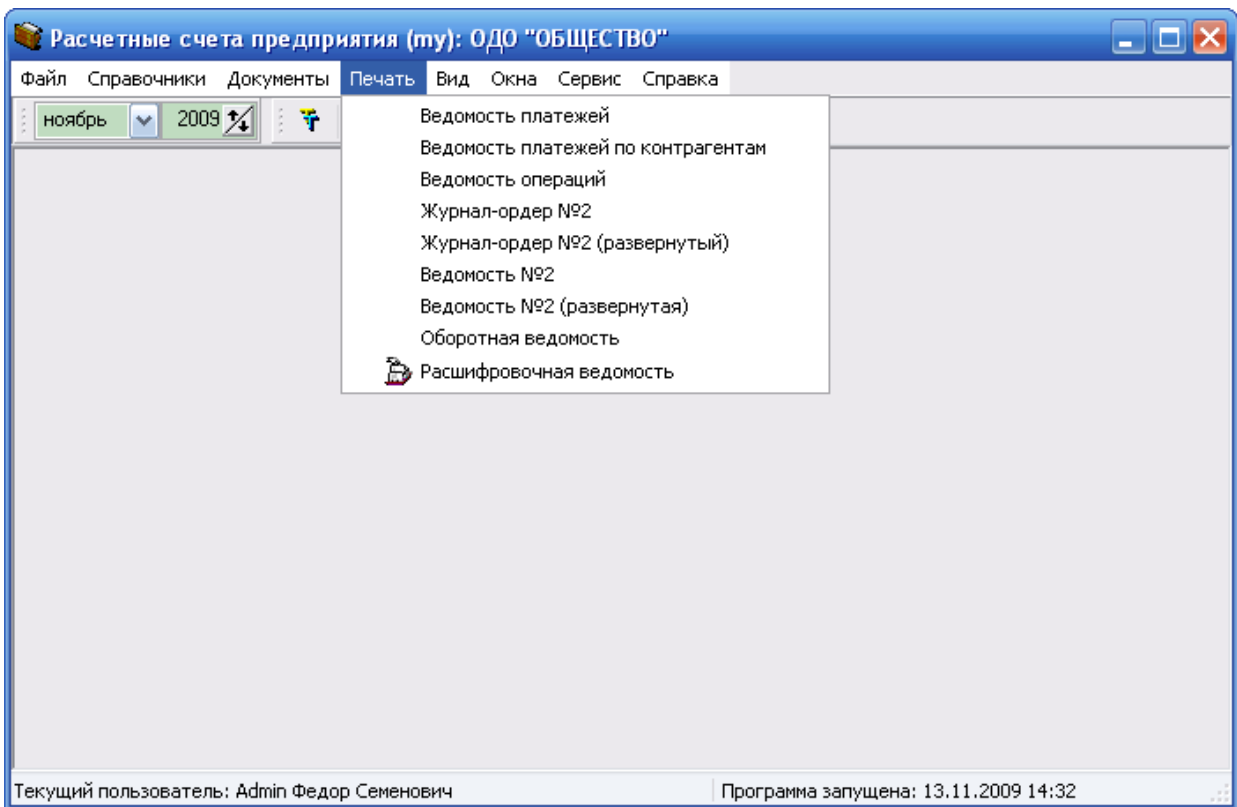 Расчетные счета предприятия (my): ОДО "ОБЩЕСТВО"
Файл Справочники Документы Печать Вид Окна Сервис Справка
ноябрь 2009
Ведомость платежей
Ведомость платежей по контрагентам
Ведомость операций
Журнал-ордер №2
Журнал-ордер №2 (развернутый)
Ведомость №2
Ведомость №2 (развернутая)
Оборотная ведомость
Расшифровочная ведомость
Текущий пользователь: Admin Федор Семенович Программа запущена: 13.11.2009 14:32